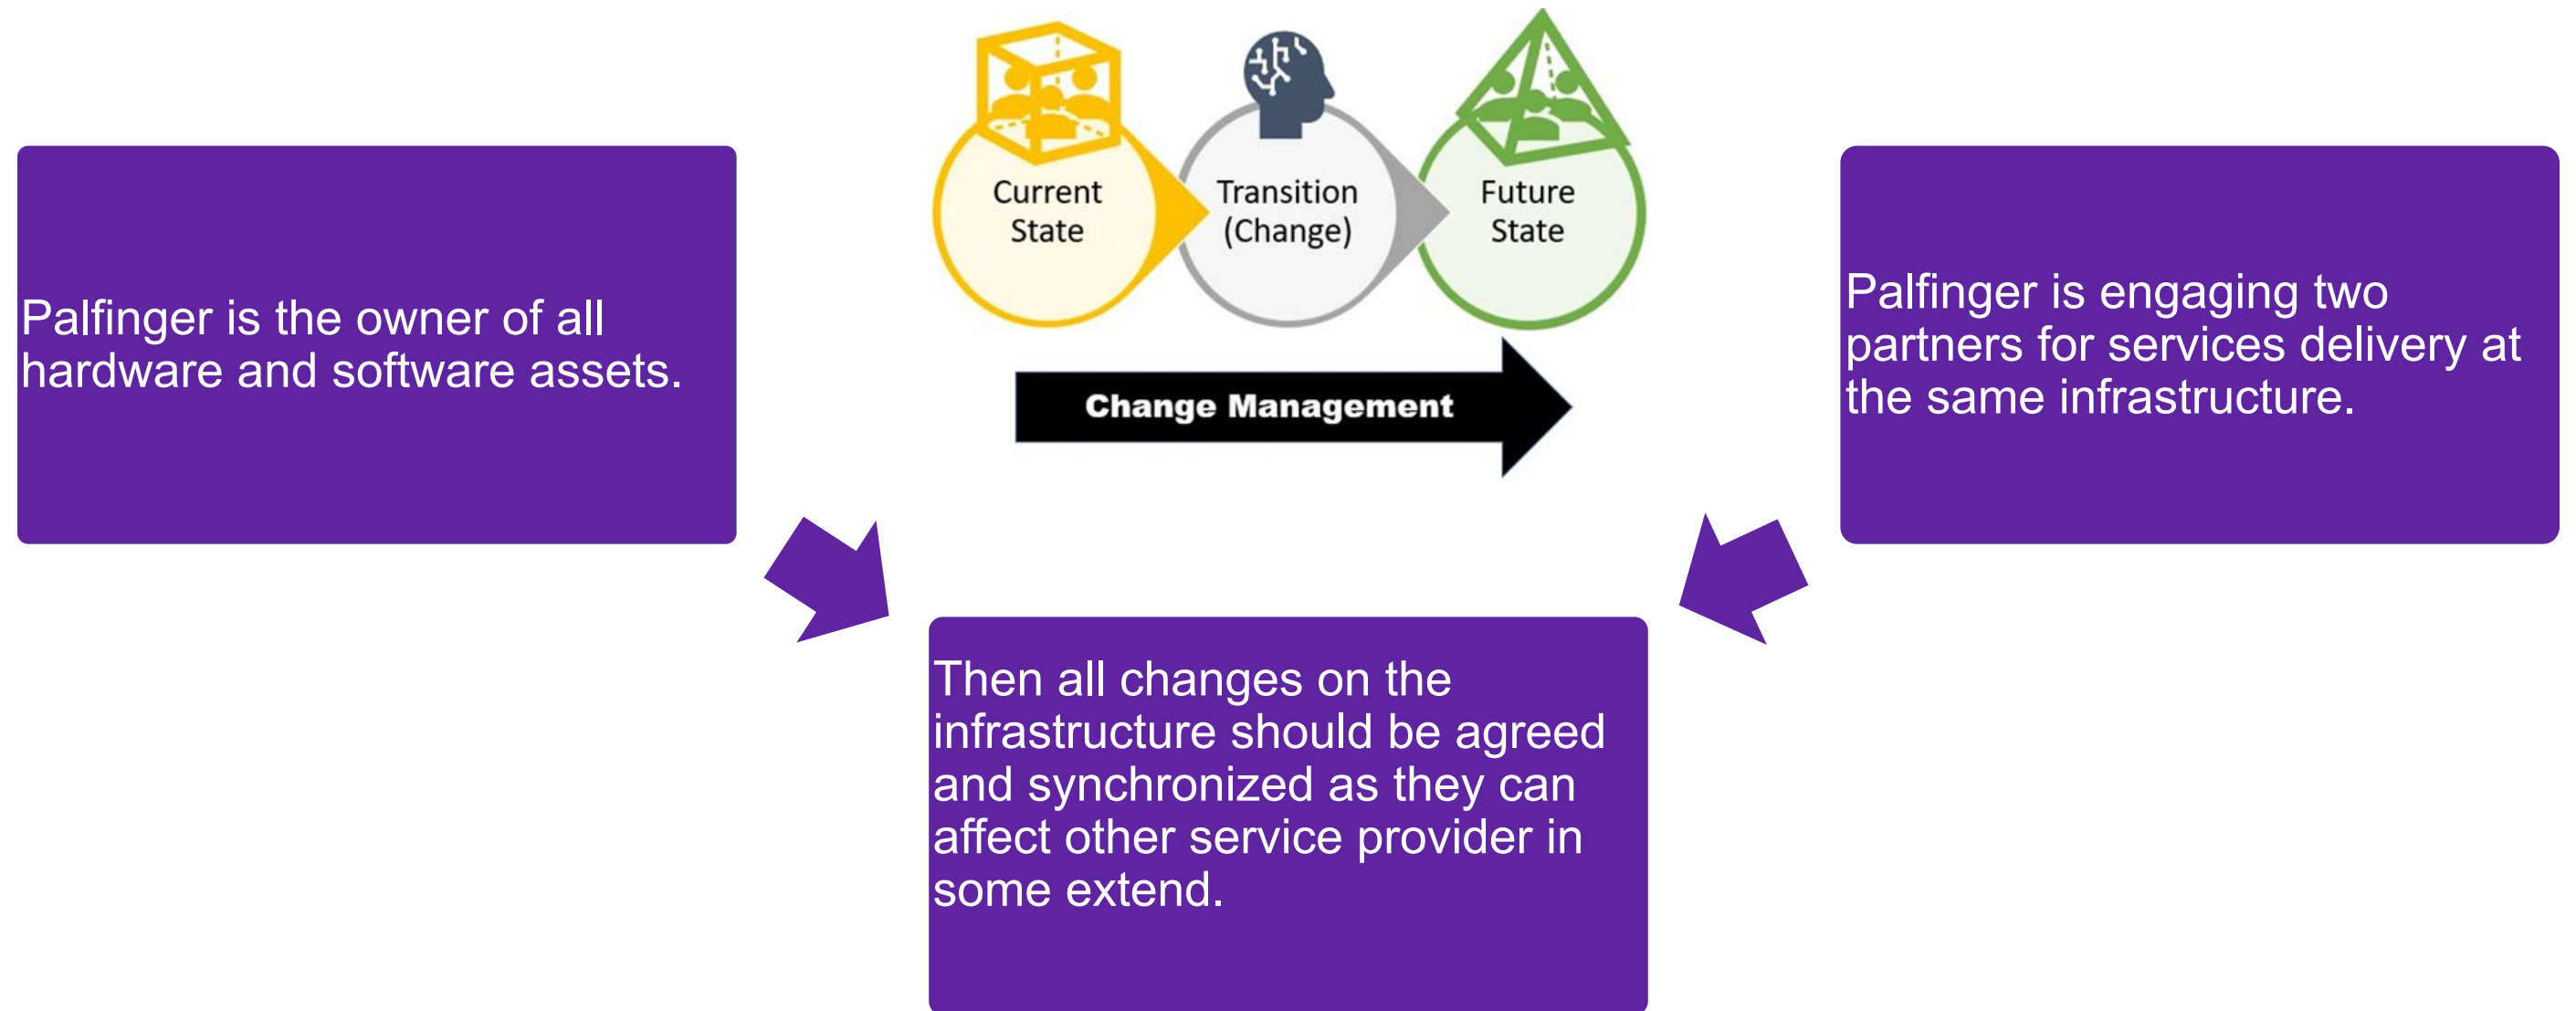 Current
State
Transition
(Change)
Future
State
Change Management
Palfinger is the owner of all
hardware and software assets.
Palfinger is engaging two
partners for services delivery at
the same infrastructure.
Then all changes on the
infrastructure should be agreed
and synchronized as they can
affect other service provider in
some extend.